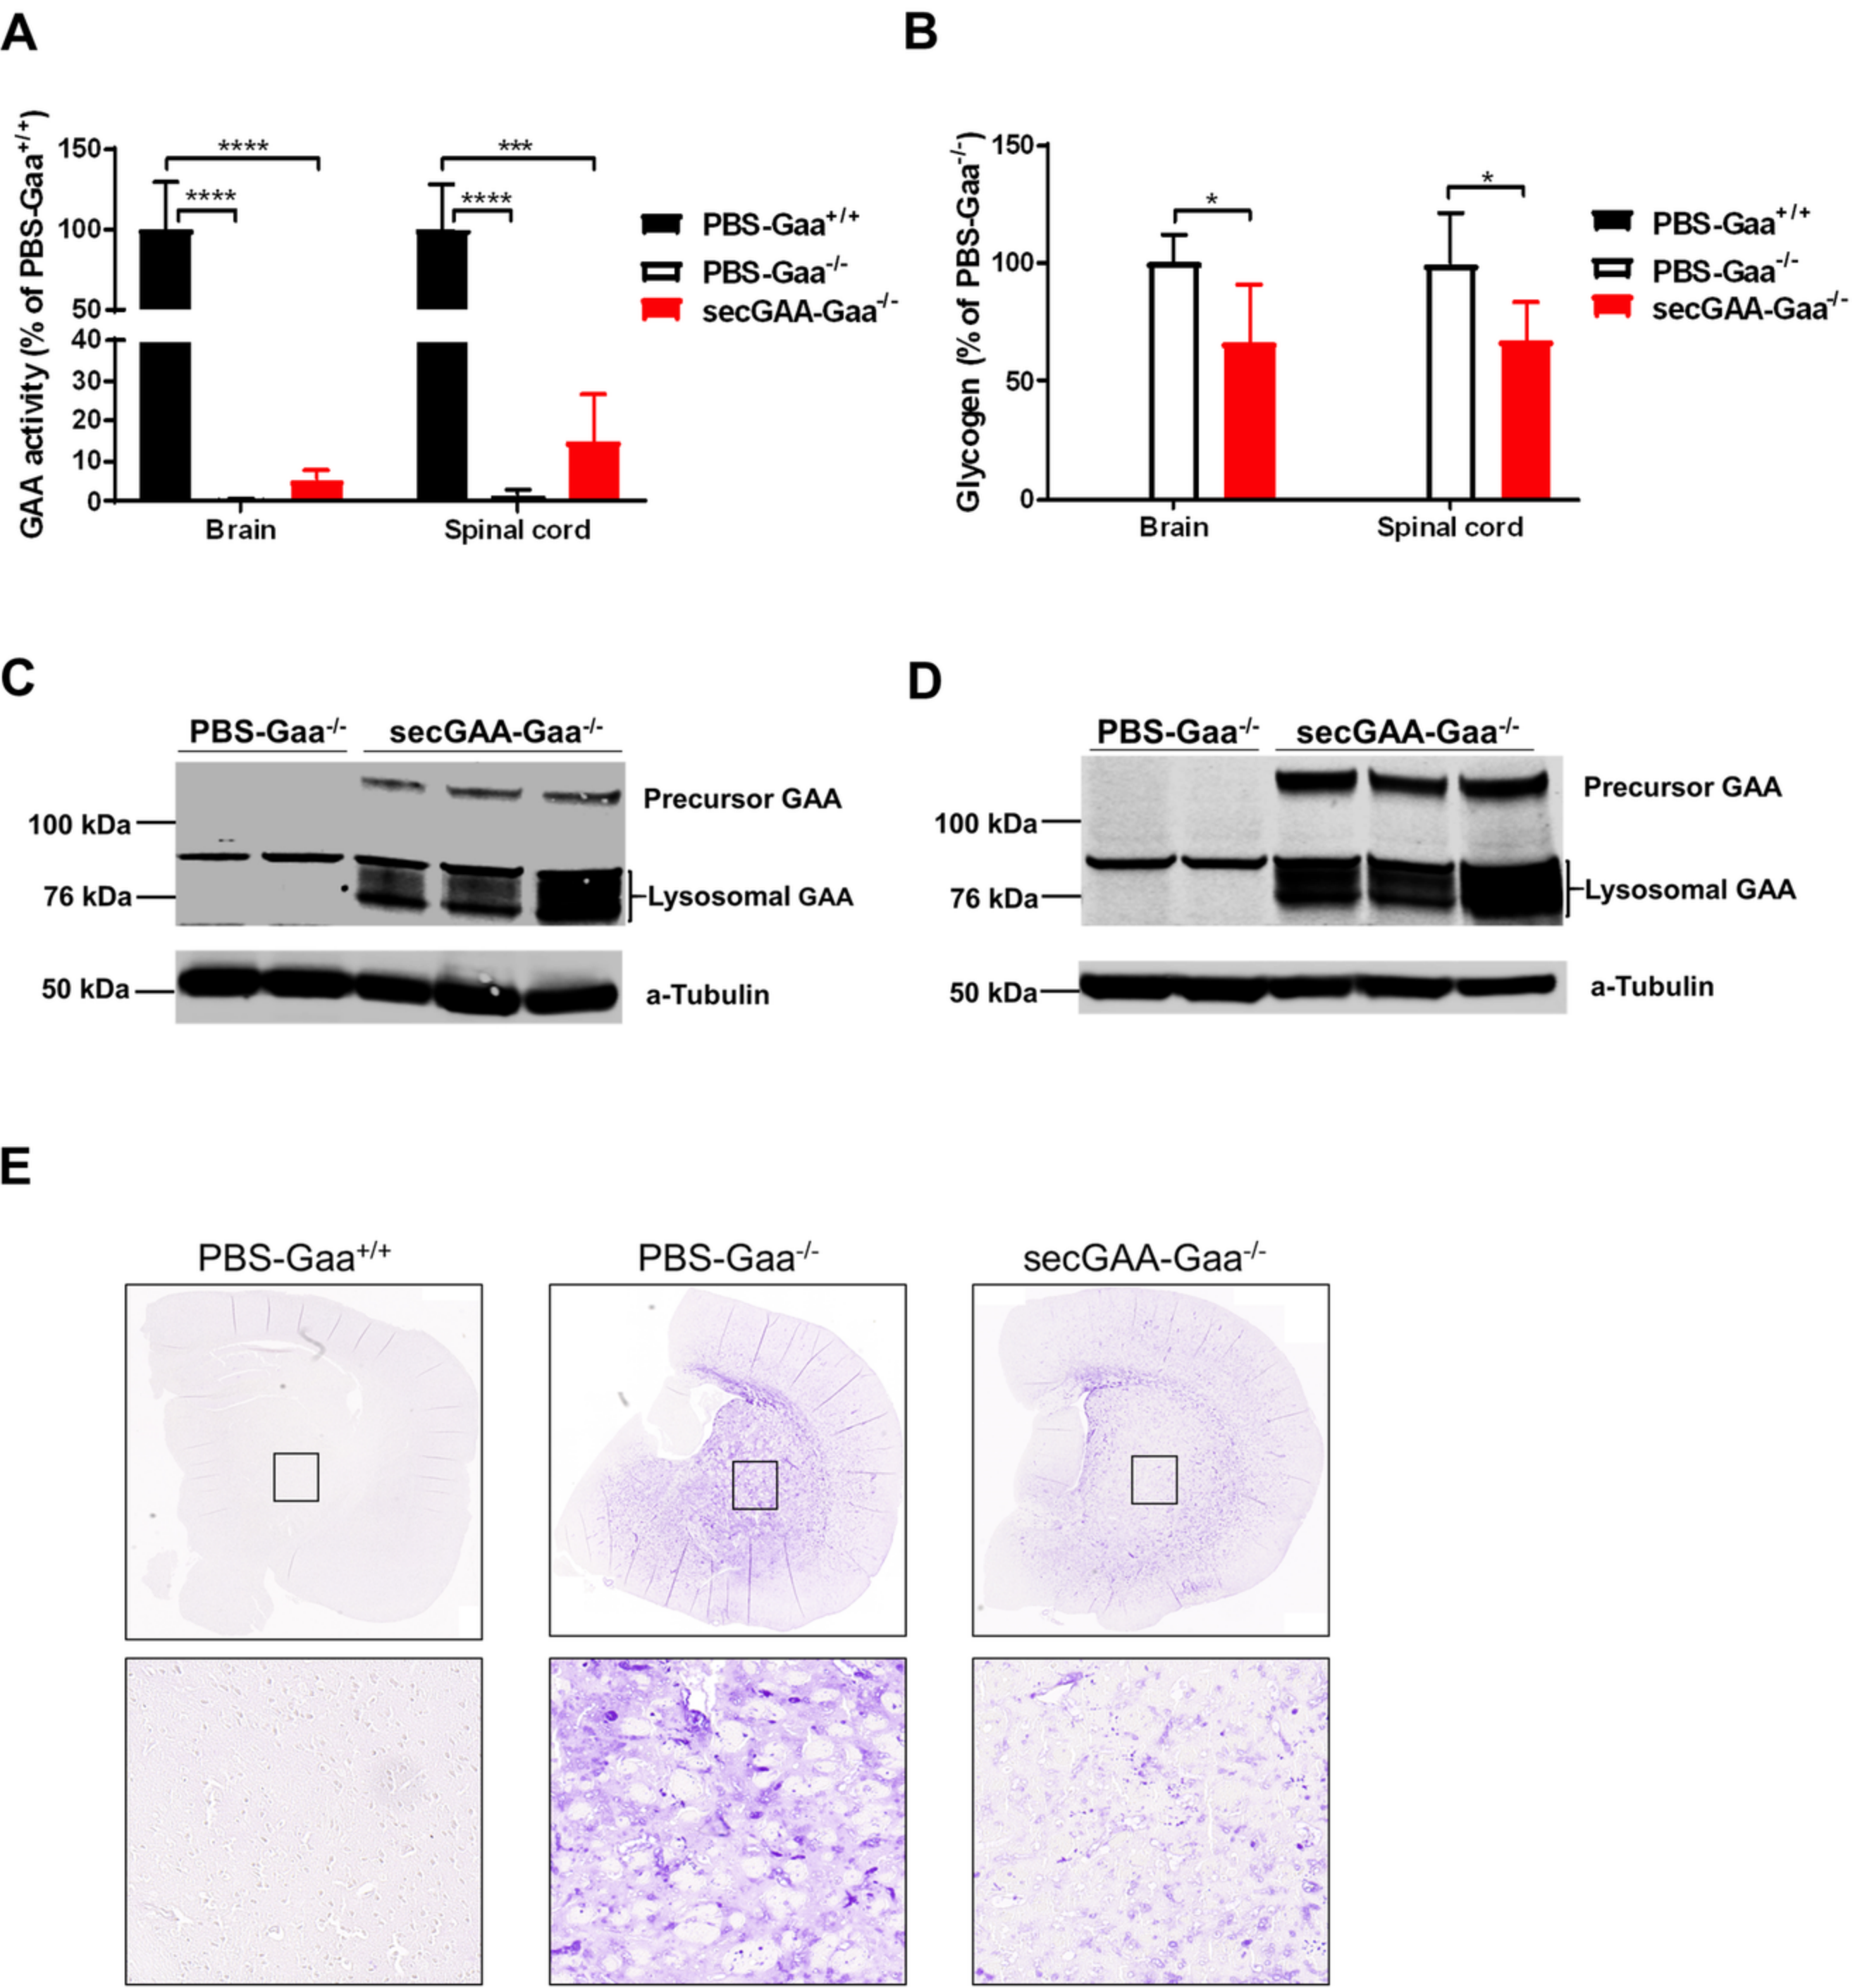 A
GAA activity (% of PBS-Gaa+/+)
150
100
50
40
30
20
10
0
****
****
***
****
Brain
Spinal cord
PBS-Gaa+/+
PBS-Gaa-/-
secGAA-Gaa-/-
B
Glycogen (% of PBS-Gaa-/-)
150
100
50
0
*
*
Brain
Spinal cord
PBS-Gaa+/+
PBS-Gaa-/-
secGAA-Gaa-/-
C
PBS-Gaa-/- secGAA-Gaa-/-
Precursor GAA
100 kDa
76 kDa
Lysosomal GAA
50 kDa
a-Tubulin
D
PBS-Gaa-/- secGAA-Gaa-/-
Precursor GAA
100 kDa
76 kDa
Lysosomal GAA
50 kDa
a-Tubulin
E
PBS-Gaa+/+
PBS-Gaa-/-
secGAA-Gaa-/-